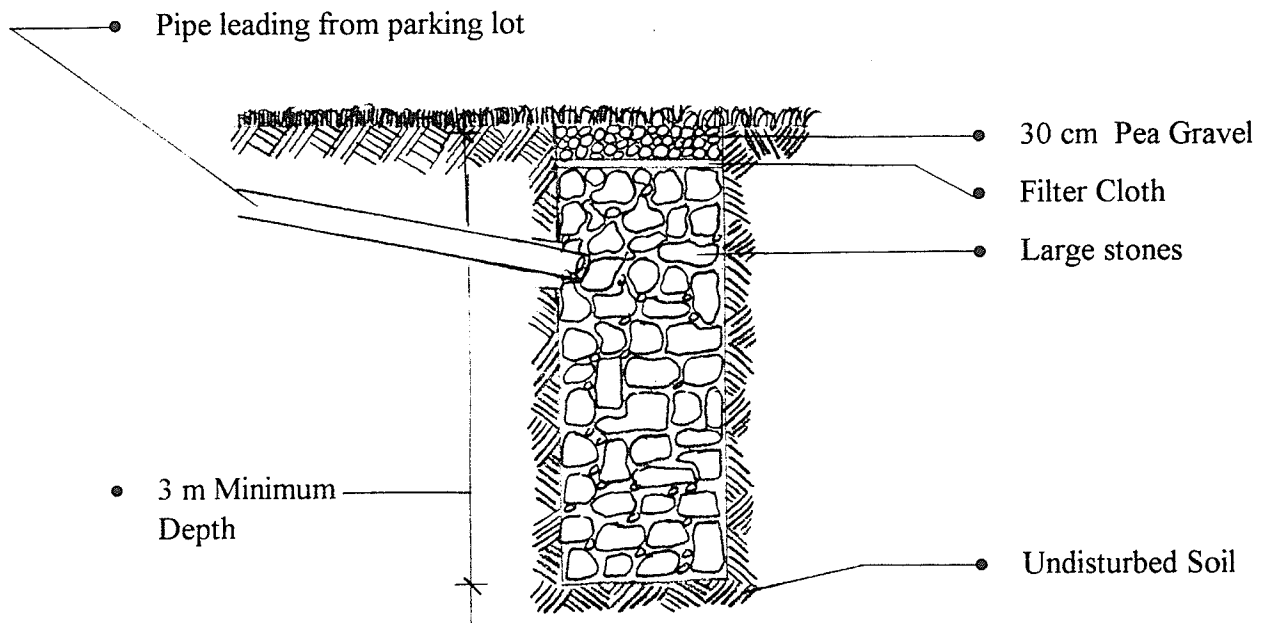 Pipe leading from parking lot
30 cm Pea Gravel
Filter Cloth
Large stones
3 m Minimum
Depth
Undisturbed Soil